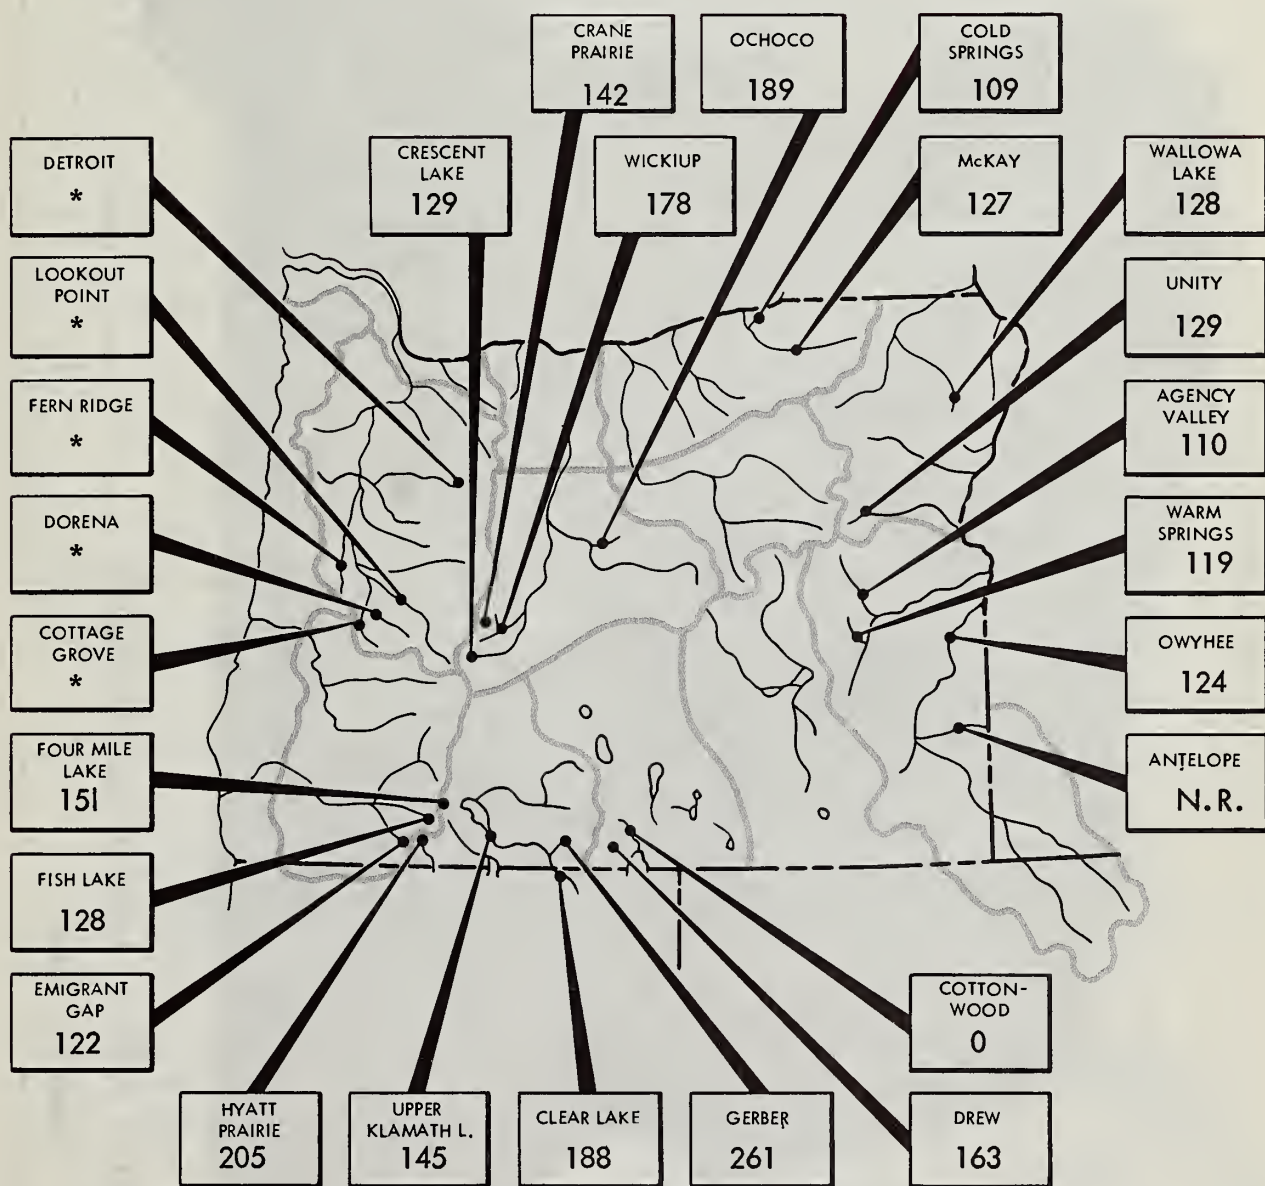 CRANE
PRAIRIE
142
OCHOCO
189
COLD
SPRINGS
109
DETROIT
*
CRESCENT
LAKE
129
WICKIUP
178
McKAY
127
WALLOWA
LAKE
128
LOOKOUT
POINT
*
UNITY
129
FERN RIDGE
*
AGENCY
VALLEY
110
DORENA
*
WARM
SPRINGS
119
COTTAGE
GROVE
*
OWYHEE
124
FOUR MILE
LAKE
151
ANTELOPE
N.R.
FISH LAKE
128
EMIGRANT
GAP
122
COTTON-
WOOD
0
HYATT
PRAIRIE
205
UPPER
KLAMATH L.
145
CLEAR LAKE
188
GERBER
261
DREW
163